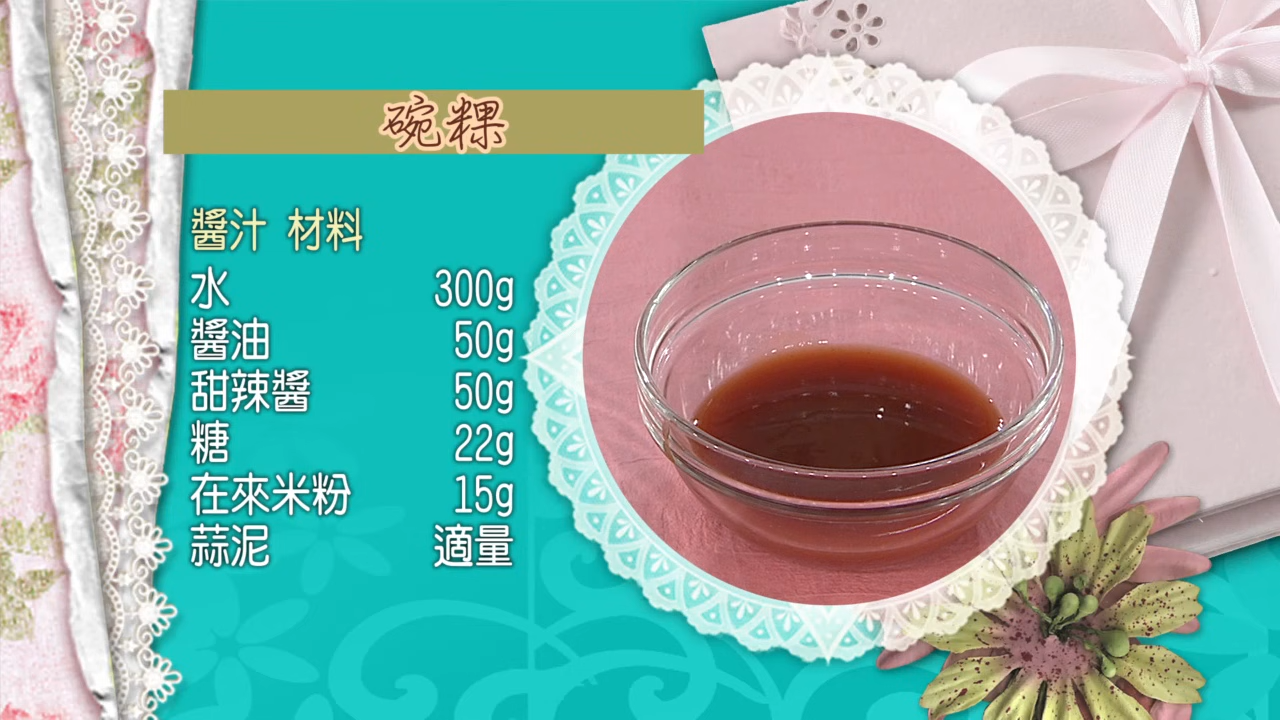 碗粿
醬汁 材料
水 300g
醬油 50g
甜辣醬 50g
糖 22g
在來米粉 15g
蒜泥 適量